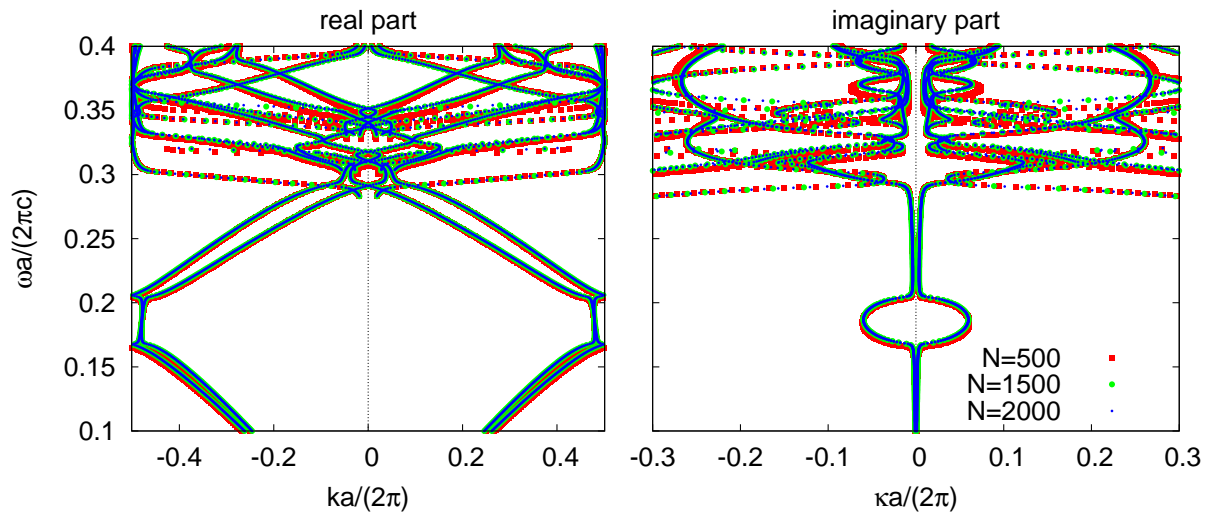 real part
imaginary part
ωa/(2πc)
0.4
0.35
0.3
0.25
0.2
0.15
0.1
-0.4 -0.2 0 0.2 0.4
ka/(2π)
-0.3 -0.2 -0.1 0 0.1 0.2 0.3
κa/(2π)
N=500
N=1500
N=2000